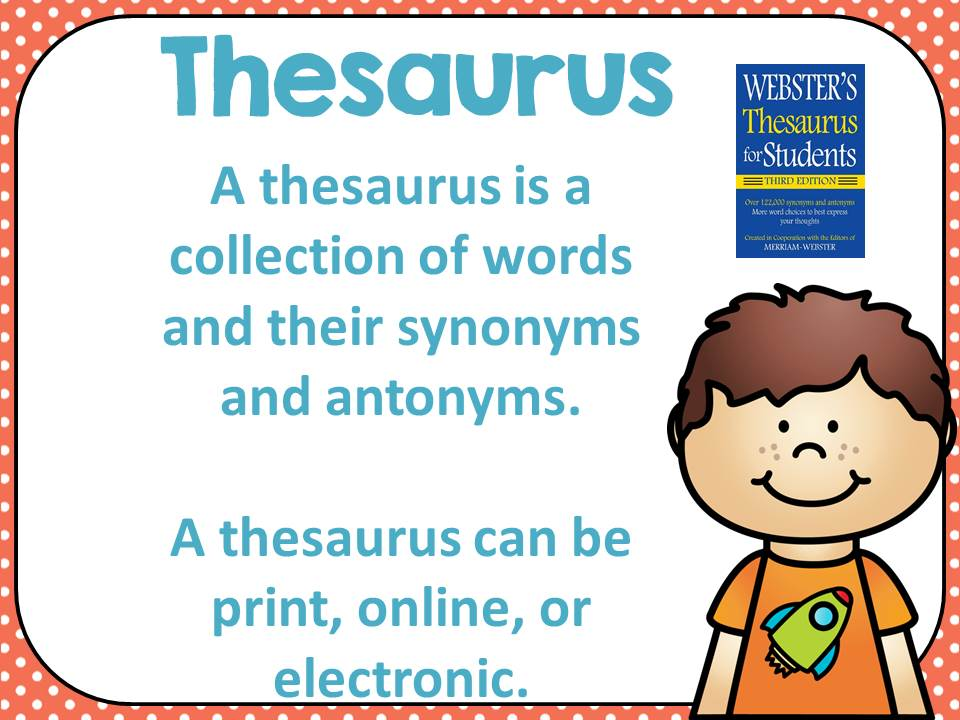 Thesaurus
A thesaurus is a
collection of words
and their synonyms
and antonyms.
A thesaurus can be
print, online, or
electronic.
WEBSTER'S
Thesaurus
for Students
THIRD EDITION
Over 122,000 synonyms and antonyms
More word choices to best express
your thoughts
Created in Cooperation with the Editors of
MERRIAM-WEBSTER